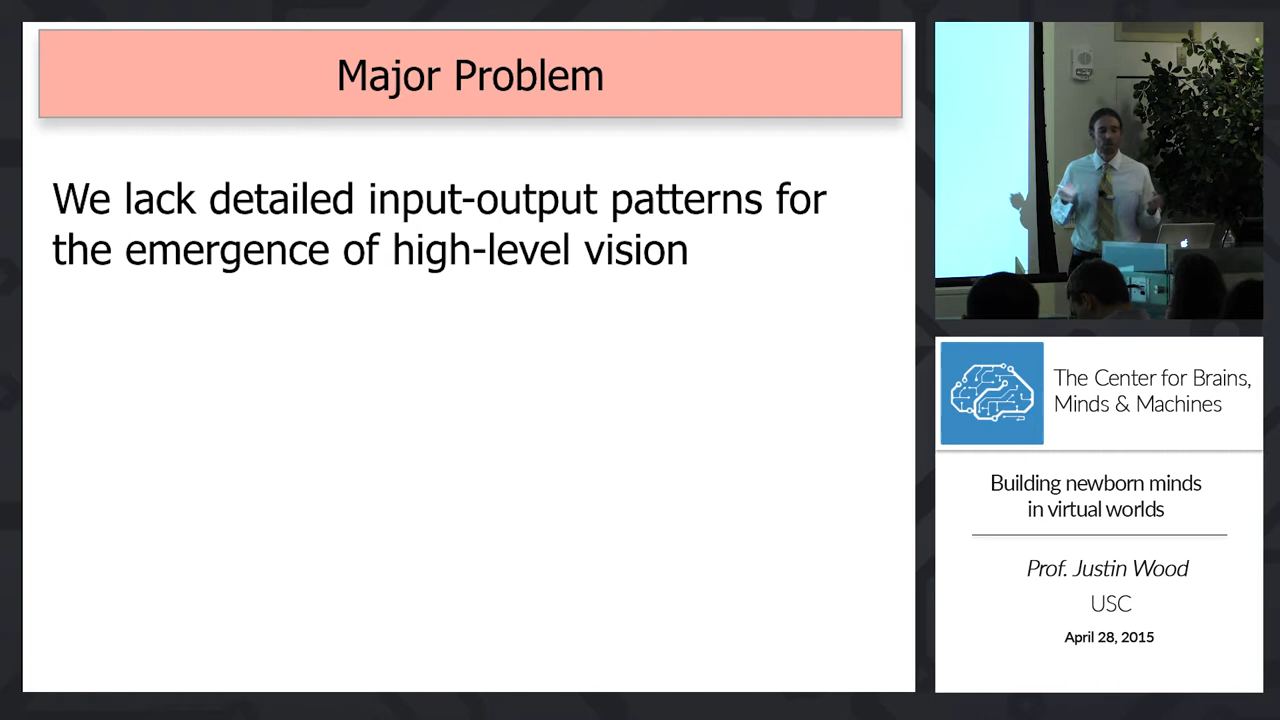 Major Problem
We lack detailed input-output patterns for
the emergence of high-level vision
The Center for Brains,
Minds & Machines
Building newborn minds
in virtual worlds
Prof. Justin Wood
USC
April 28, 2015